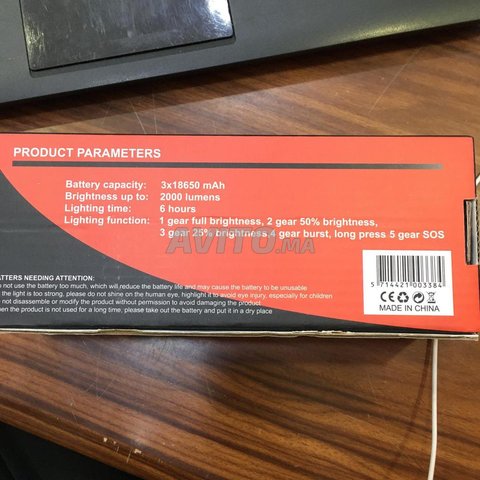 PRODUCT PARAMETERS
Battery capacity: 3x18650 mAh
Brightness up to: 2000 lumens
Lighting time: 6 hours
Lighting function: 1 gear full brightness, 2 gear 50% brightness,
3 gear 25% brightness,4 gear burst, long press 5 gear SOS
AVITO.MA
ATTERS NEEDING ATTENTION:
o not use the battery too much, which will reduce the battery life and may cause the battery to be unusable
the light is too strong, please do not shine on the human eye, highlight it to avoid eye injury, especially for children
not disassemble or modify the product without permission to avoid damaging the product
hen the product is not used for a long time, please take out the battery and put it in a dry place
5 714421 003384
CE
MADE IN CHINA